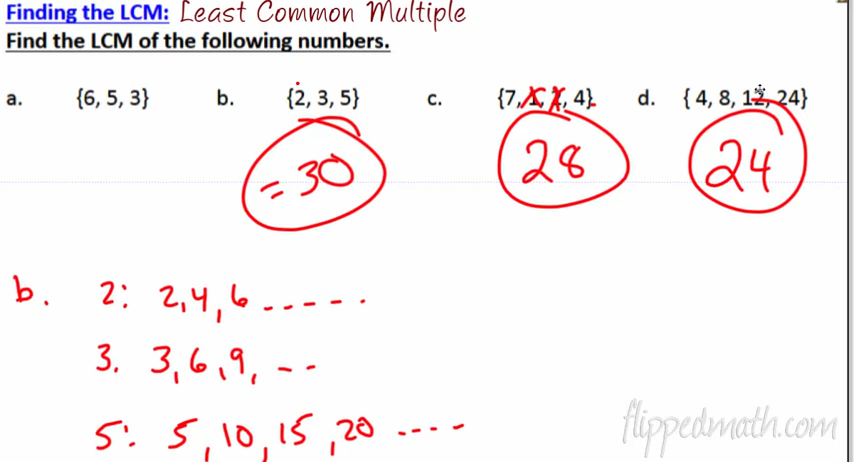 Finding the LCM: Least Common Multiple
Find the LCM of the following numbers.
a. {6, 5, 3} b. {2, 3, 5} c. {7, 1, 4} d. { 4, 8, 12, 24}
= 30 28 24
b. 2: 2, 4, 6 -----.
3. 3, 6, 9, --
5: 5, 10, 15, 20 ----
flippedmath.com